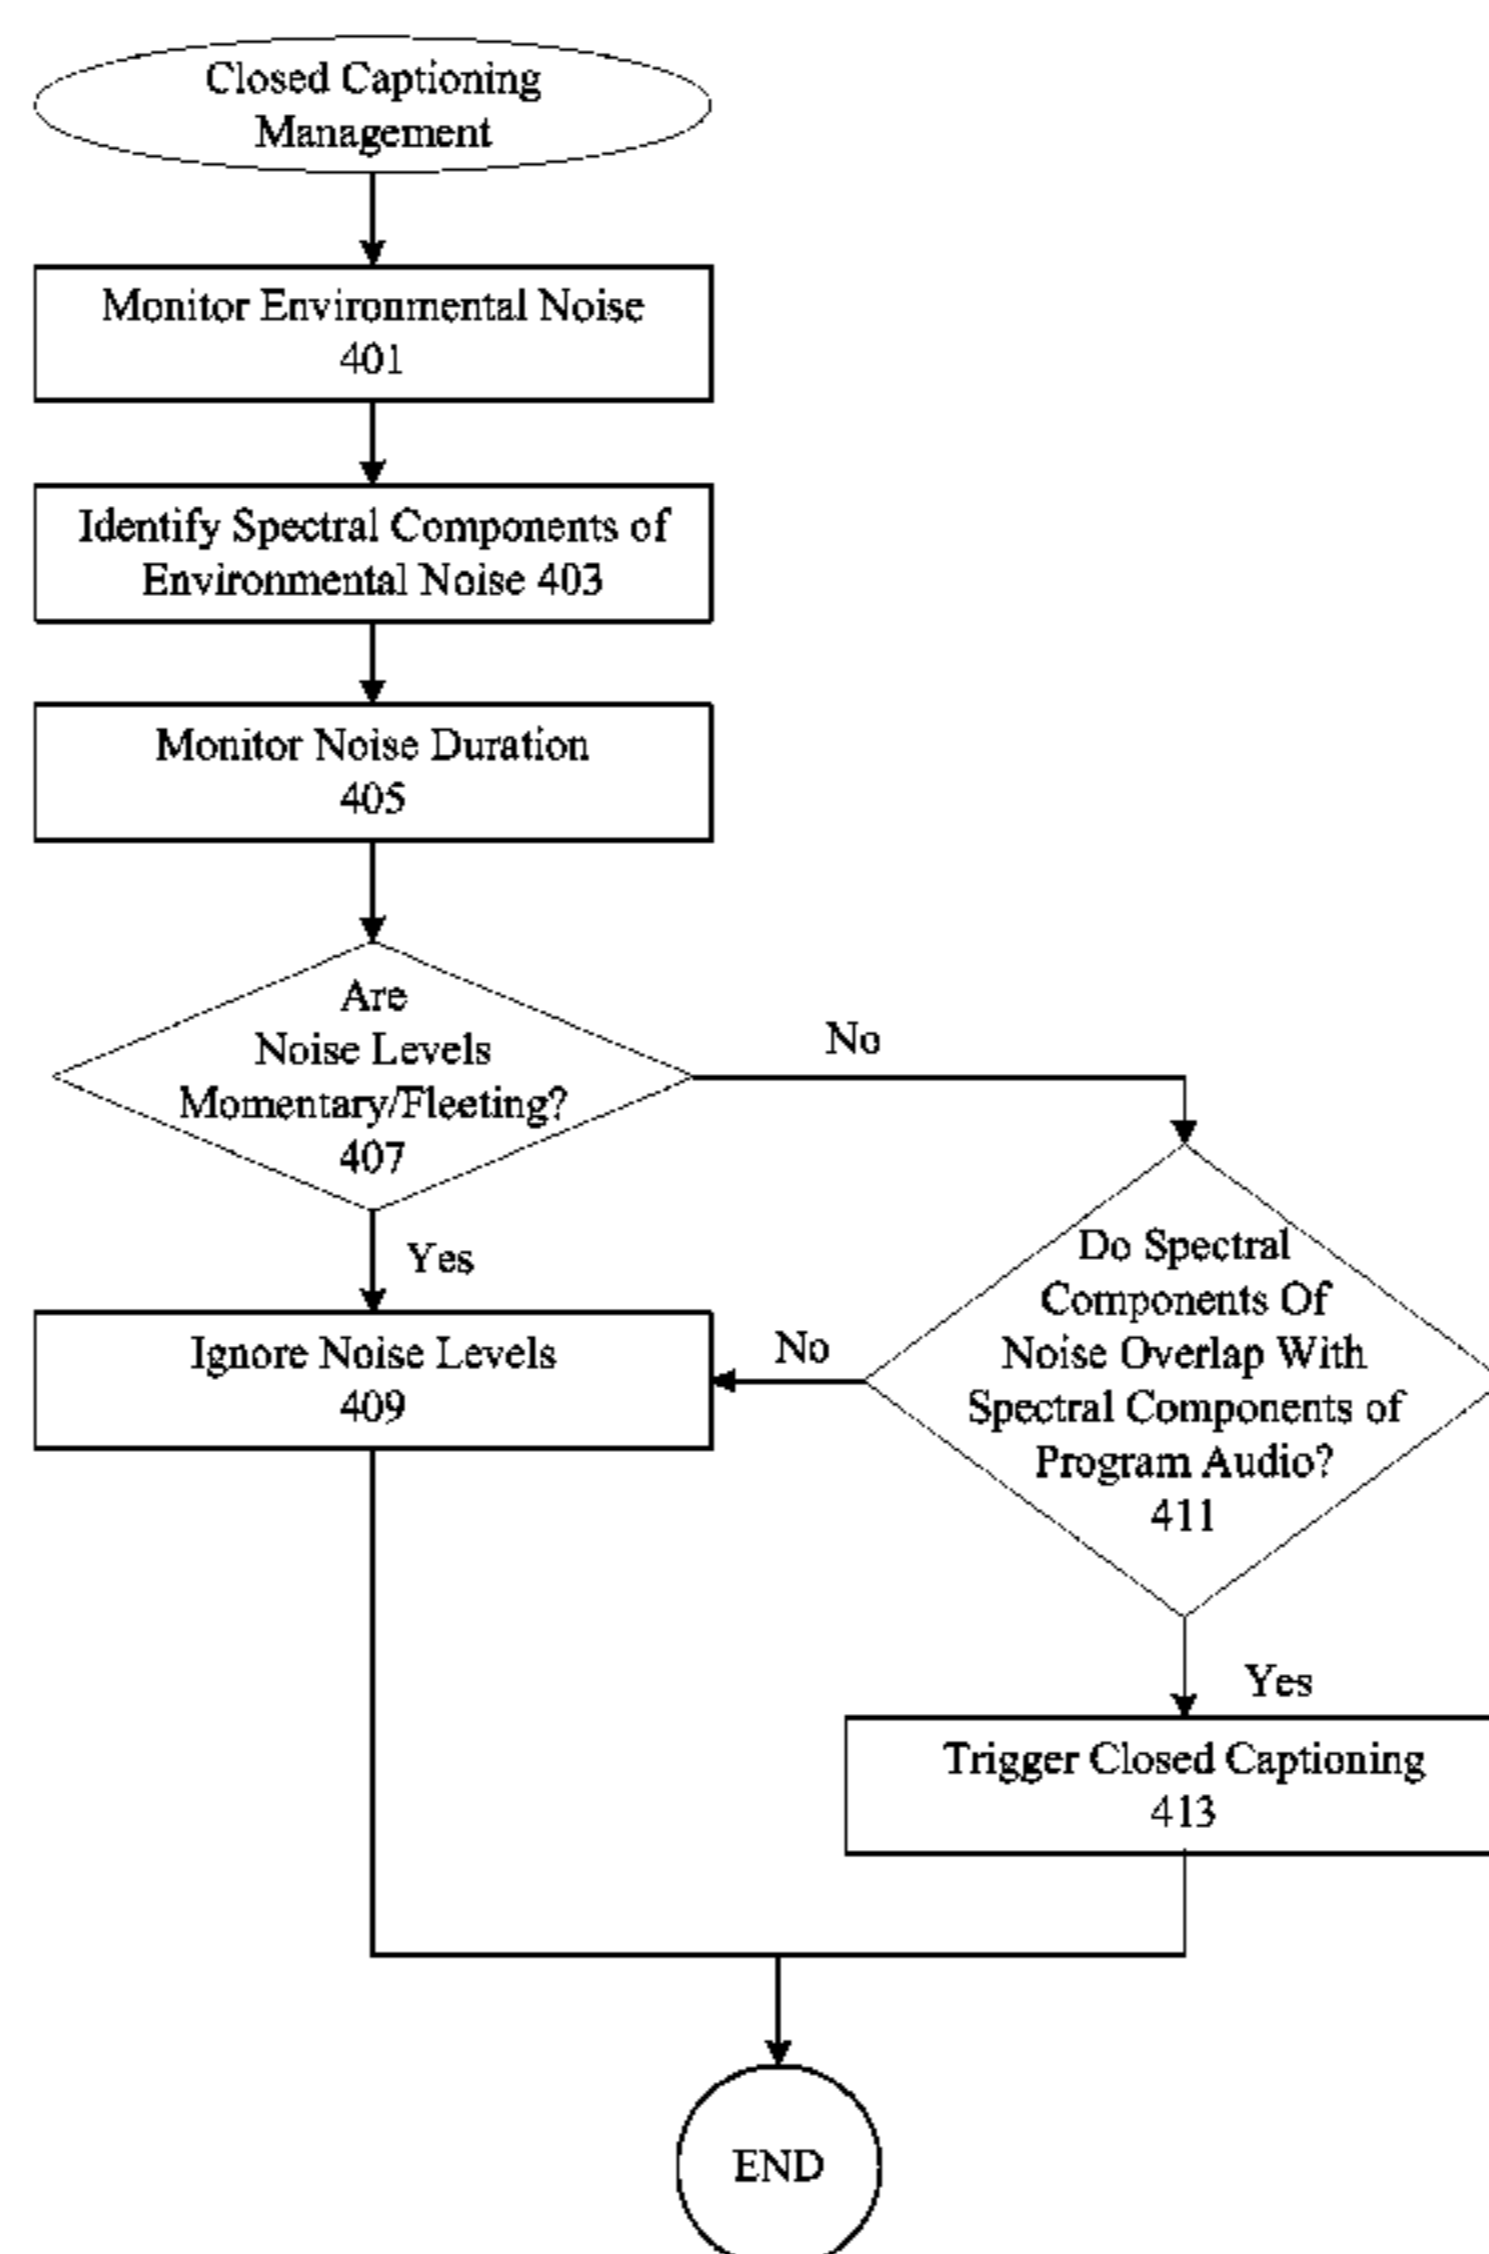 Closed Captioning
Management
Monitor Environmental Noise
401
Identify Spectral Components of
Environmental Noise 403
Monitor Noise Duration
405
Are
Noise Levels
Momentary/Fleeting?
407
No
Yes
Do Spectral
Components Of
Noise Overlap With
Spectral Components of
Program Audio?
411
No
Ignore Noise Levels
409
Yes
Trigger Closed Captioning
413
END